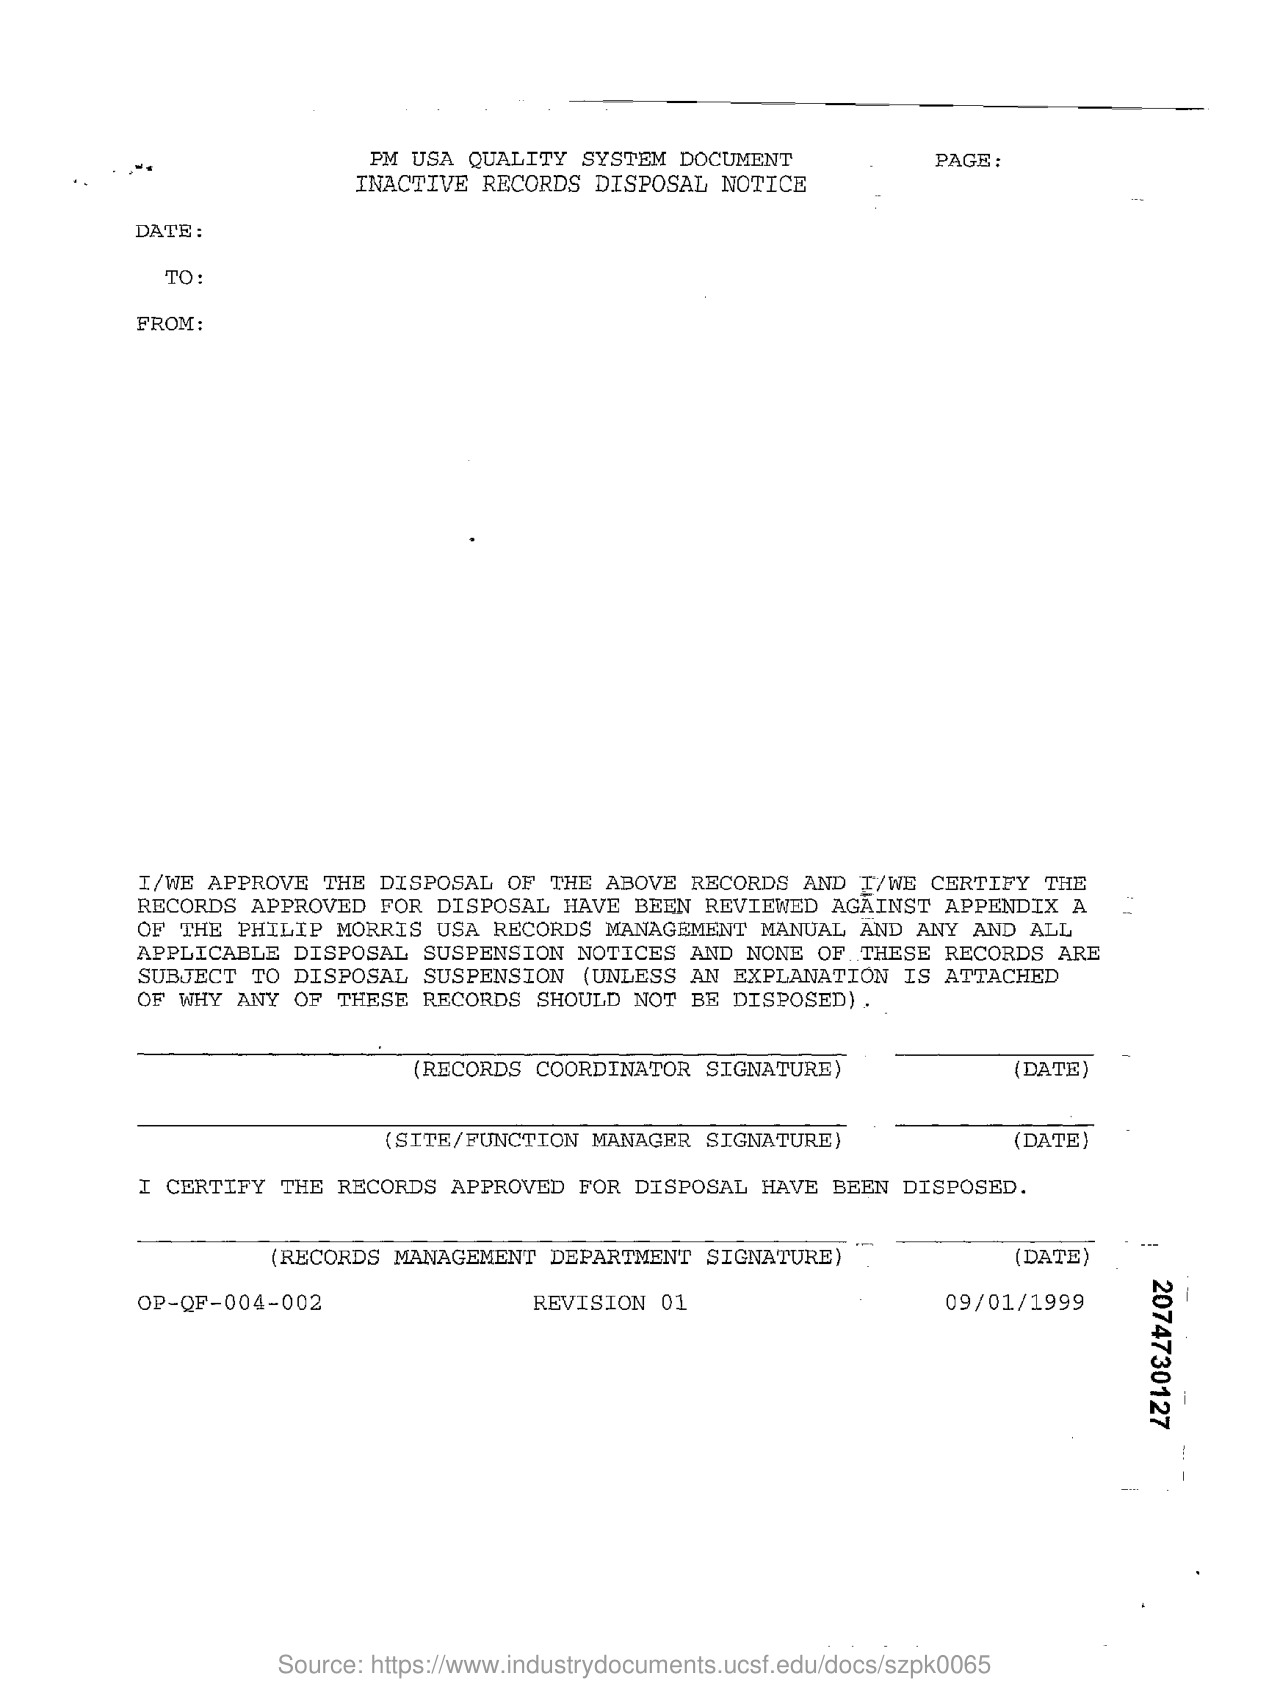 PM USA QUALITY SYSTEM DOCUMENT PAGE:
INACTIVE RECORDS DISPOSAL NOTICE
DATE:
TO:
FROM:
I/WE APPROVE THE DISPOSAL OF THE ABOVE RECORDS AND I/WE CERTIFY THE
RECORDS APPROVED FOR DISPOSAL HAVE BEEN REVIEWED AGAINST APPENDIX A
OF THE PHILIP MORRIS USA RECORDS MANAGEMENT MANUAL AND ANY AND ALL
APPLICABLE DISPOSAL SUSPENSION NOTICES AND NONE OF THESE RECORDS ARE
SUBJECT TO DISPOSAL SUSPENSION (UNLESS AN EXPLANATION IS ATTACHED
OF WHY ANY OF THESE RECORDS SHOULD NOT BE DISPOSED).
(RECORDS COORDINATOR SIGNATURE) (DATE)
(SITE/FUNCTION MANAGER SIGNATURE) (DATE)
I CERTIFY THE RECORDS APPROVED FOR DISPOSAL HAVE BEEN DISPOSED.
(RECORDS MANAGEMENT DEPARTMENT SIGNATURE) (DATE)
OP-QF-004-002 REVISION 01 09/01/1999
2074730127
Source: https://www.industrydocuments.ucsf.edu/docs/szpk0065